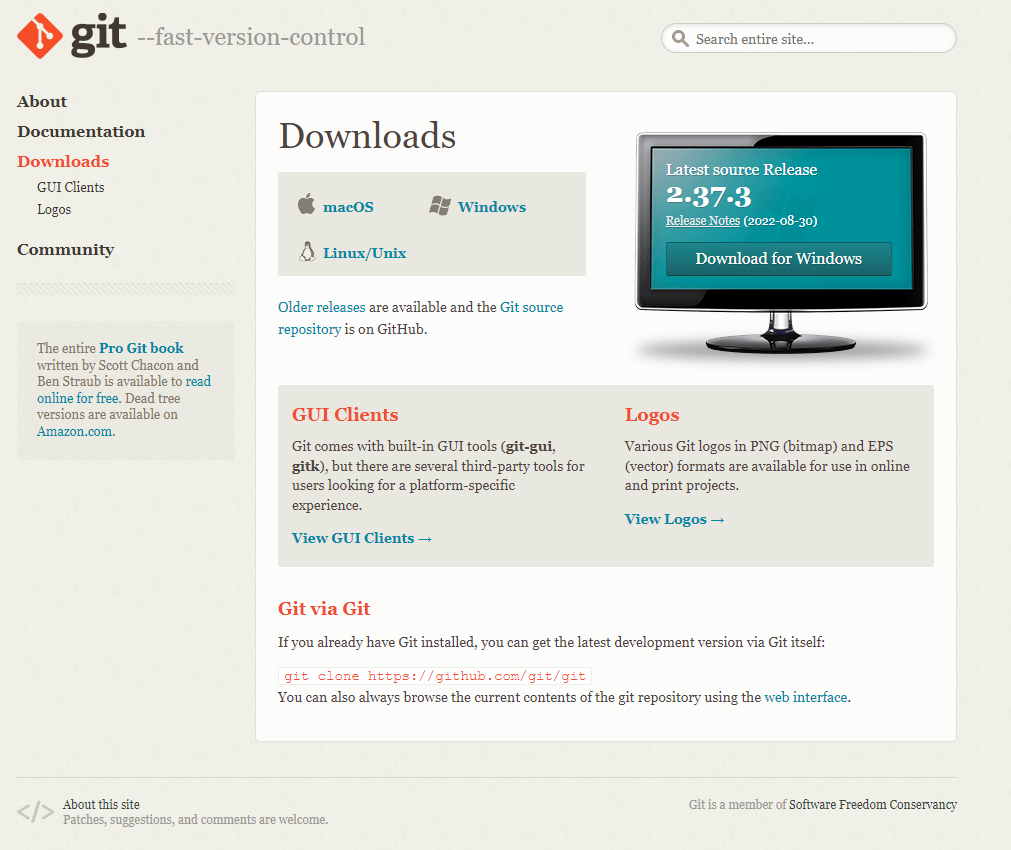 git --fast-version-control
Search entire site...
About
Documentation
Downloads
GUI Clients
Logos
Community
The entire Pro Git book
written by Scott Chacon and
Ben Straub is available to read
online for free. Dead tree
versions are available on
Amazon.com.
Downloads
macOS
Windows
Linux/Unix
Older releases are available and the Git source
repository is on GitHub.
Latest source Release
2.37.3
Release Notes (2022-08-30)
Download for Windows
GUI Clients
Git comes with built-in GUI tools (git-gui,
gitk), but there are several third-party tools for
users looking for a platform-specific
experience.
View GUI Clients →
Logos
Various Git logos in PNG (bitmap) and EPS
(vector) formats are available for use in online
and print projects.
View Logos →
Git via Git
If you already have Git installed, you can get the latest development version via Git itself:
git clone https://github.com/git/git
You can also always browse the current contents of the git repository using the web interface.
</> About this site
Patches, suggestions, and comments are welcome.
Git is a member of Software Freedom Conservancy